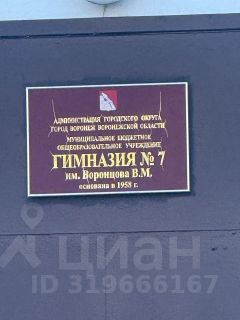 АДМИНИСТРАЦИЯ ГОРОДСКОГО ОКРУГА
ГОРОД ВОРОНЕЖ ВОРОНЕЖСКОЙ ОБЛАСТИ
МУНИЦИПАЛЬНОЕ БЮДЖЕТНОЕ
ОБЩЕОБРАЗОВАТЕЛЬНОЕ УЧРЕЖДЕНИЕ
ГИМНАЗИЯ № 7
им. Воронцова В.М.
основана в 1958 г.
циан
ID 319666167